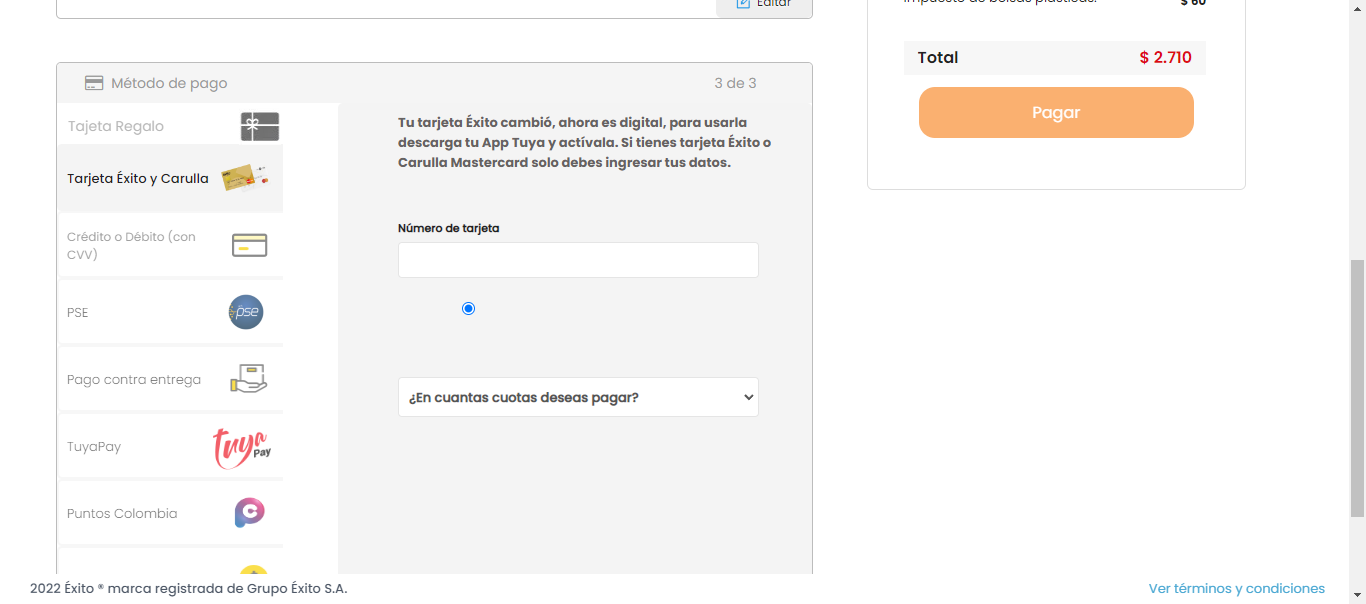 Editar
Impuesto de bolsas plásticas:
$ 60
Total
$ 2.710
Pagar
Método de pago
3 de 3
Tajeta Regalo
Tarjeta Éxito y Carulla
Crédito o Débito (con
CVV)
PSE
pse
Pago contra entrega
TuyaPay
tuya
Pay
Puntos Colombia
Tu tarjeta Éxito cambió, ahora es digital, para usarla
descarga tu App Tuya y actívala. Si tienes tarjeta Éxito o
Carulla Mastercard solo debes ingresar tus datos.
Número de tarjeta
¿En cuantas cuotas deseas pagar?
2022 Éxito ® marca registrada de Grupo Éxito S.A.
Ver términos y condiciones